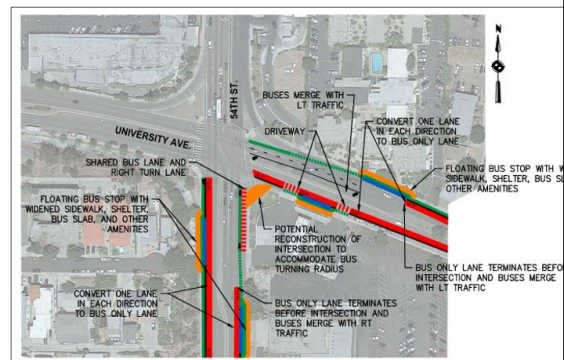 N
54TH ST.
BUSES MERGE WITH
LT TRAFFIC
UNIVERSITY AVE.
DRIVEWAY
CONVERT ONE LANE
IN EACH DIRECTION
TO BUS ONLY LANE
SHARED BUS LANE AND
RIGHT TURN LANE
FLOATING BUS STOP WITH
SIDEWALK, SHELTER, BUS
OTHER AMENITIES
FLOATING BUS STOP WITH
WIDENED SIDEWALK, SHELTER,
BUS SLAB, AND OTHER
AMENITIES
POTENTIAL
RECONSTRUCTION OF
INTERSECTION TO
ACCOMMODATE BUS
TURNING RADIUS
BUS ONLY LANE TERMINATES
INTERSECTION AND BUSES MERGE
WITH LT TRAFFIC
CONVERT ONE LANE
IN EACH DIRECTION
TO BUS ONLY LANE
BUS ONLY LANE TERMINATES
BEFORE INTERSECTION AND
BUSES MERGE WITH RT
TRAFFIC